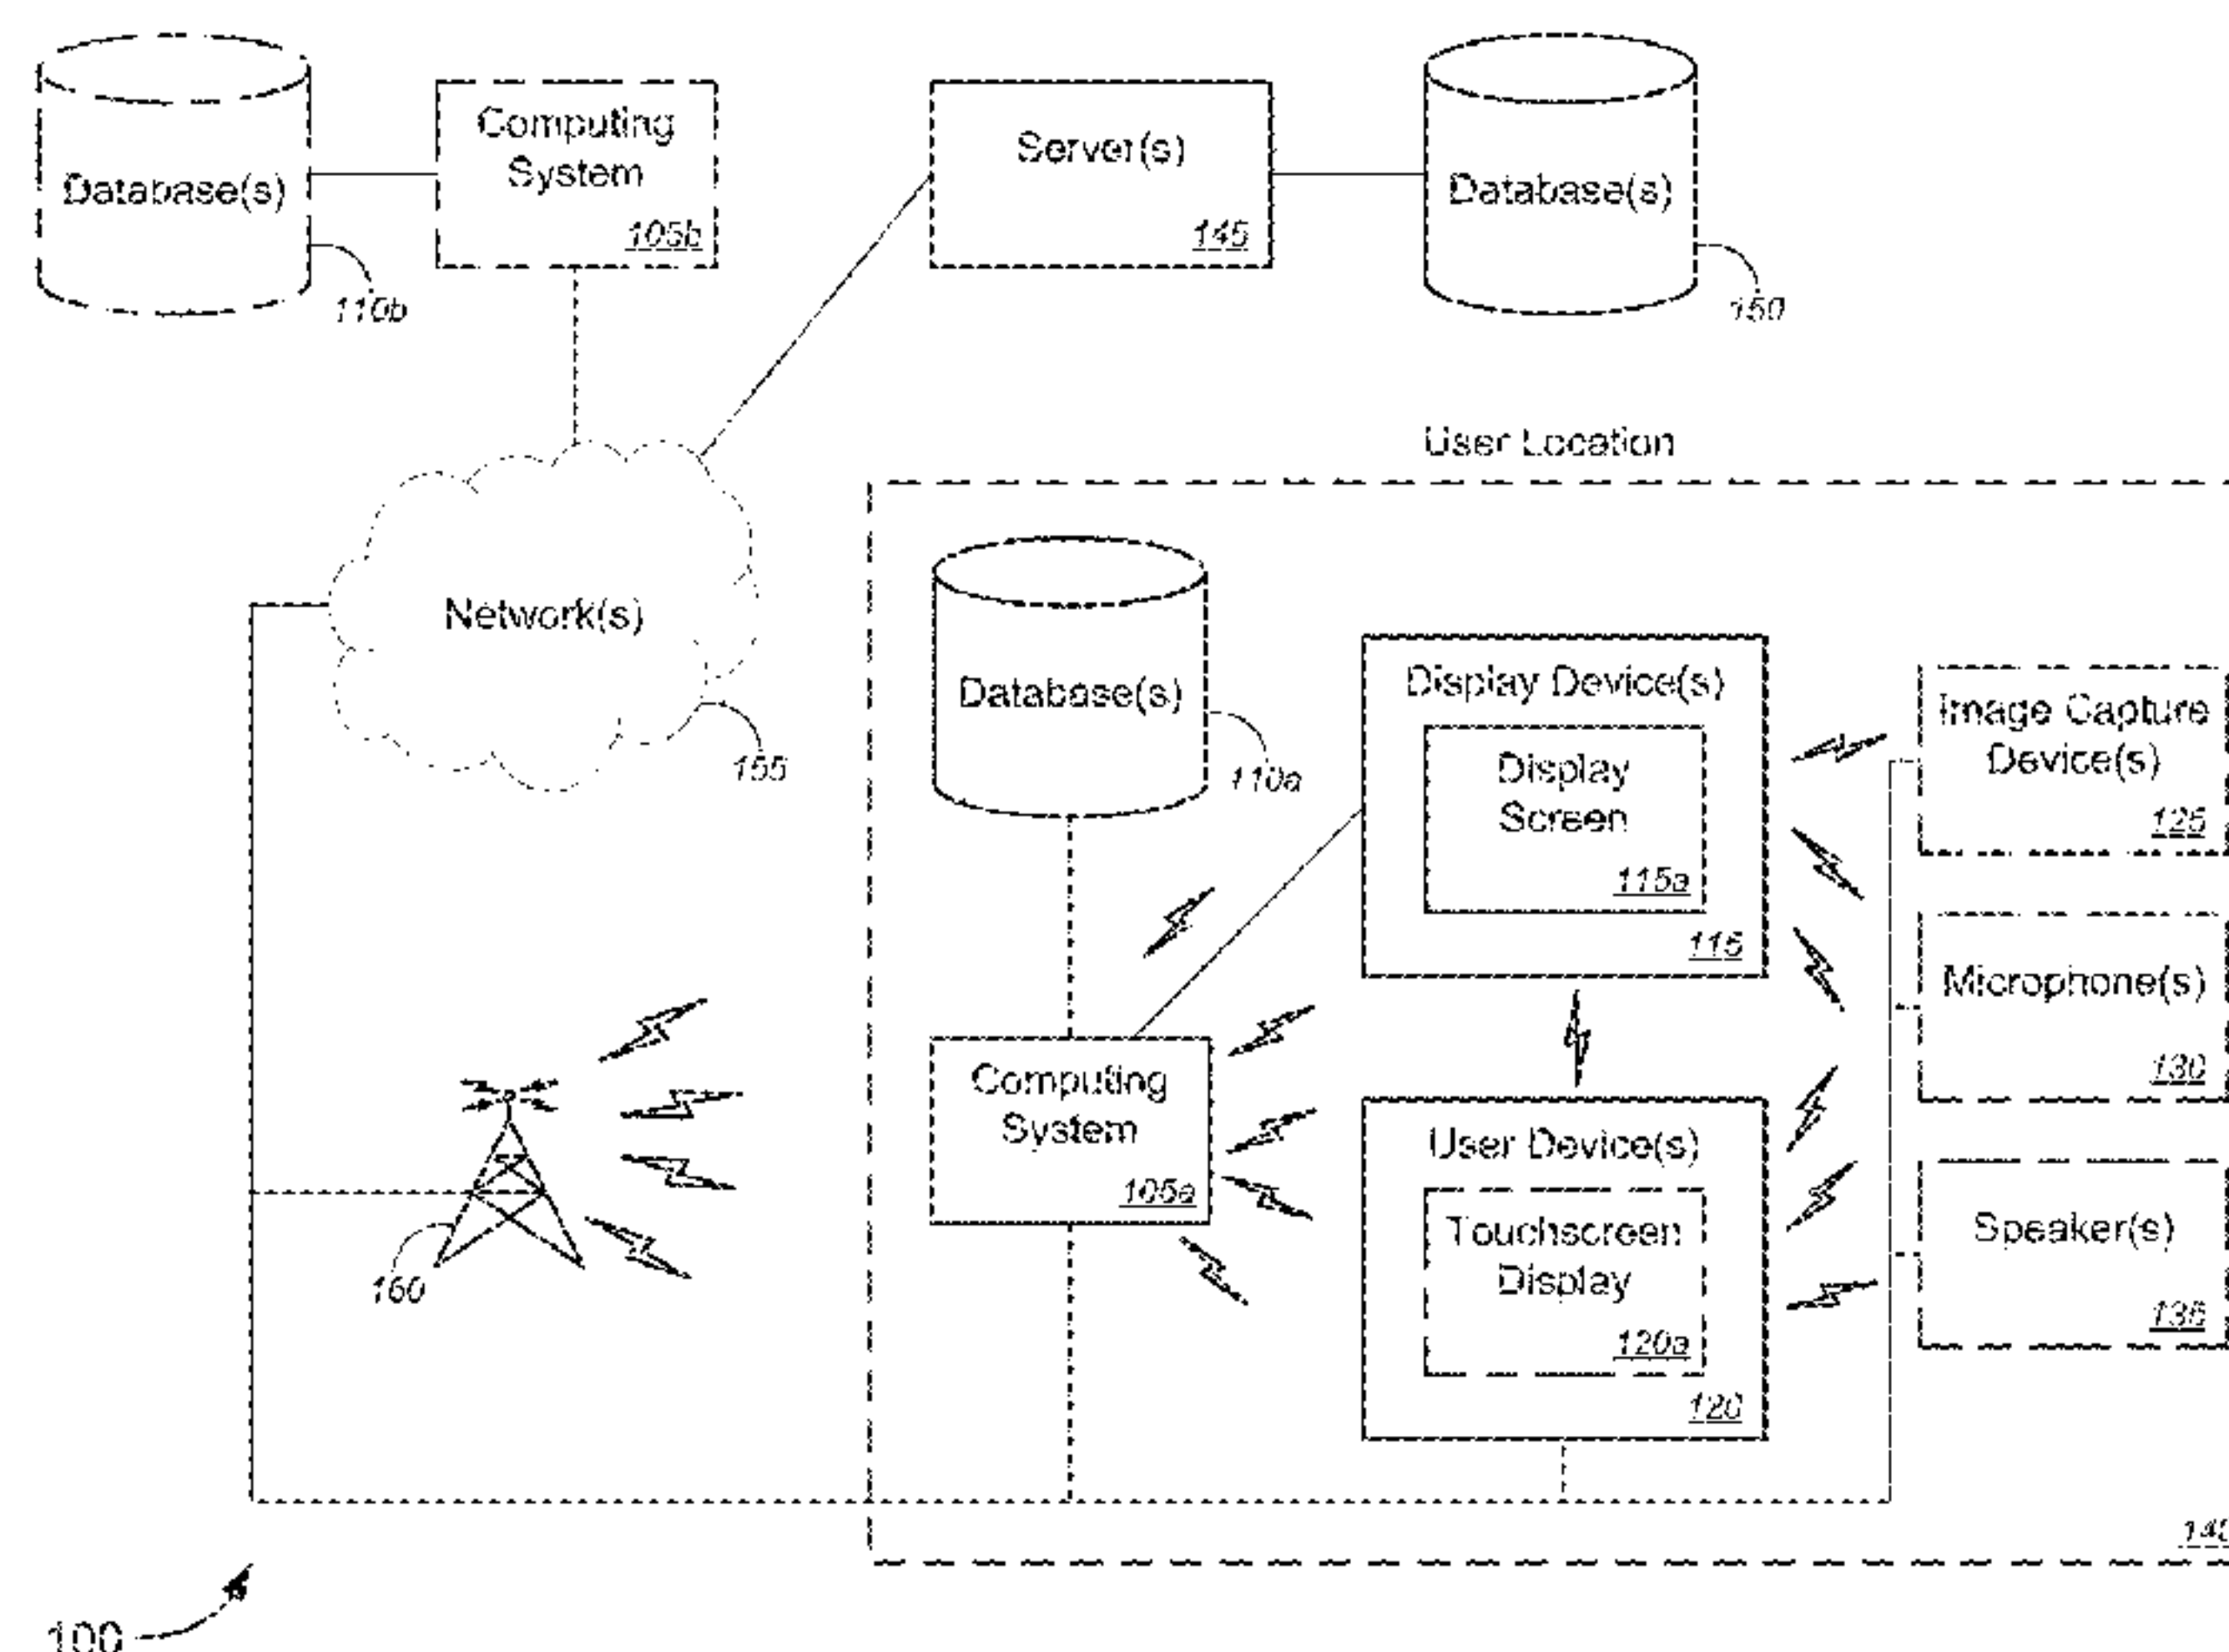 Computing
System
105b
Database(s)
110b
Server(s)
145
Database(s)
150
User Location
Network(s)
155
Database(s)
110a
Display Device(s)
Display
Screen
115a
115
Image Capture
Device(s)
125
Microphone(s)
130
Computing
System
105a
User Device(s)
Touchscreen
Display
120a
120
Speaker(s)
135
160
100